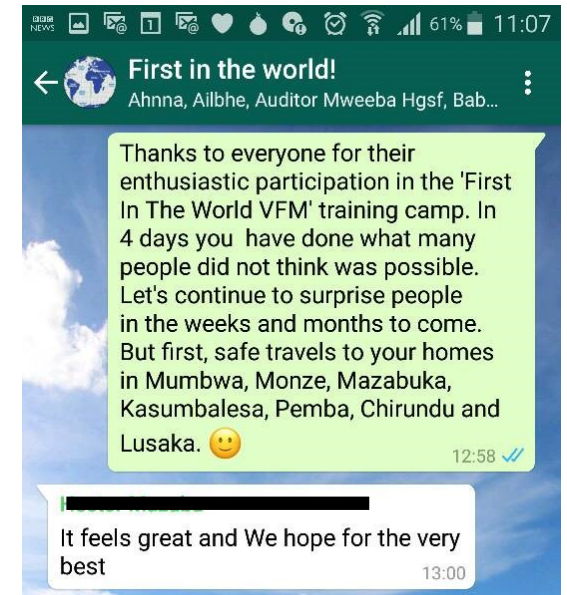 BBC
NEWS
1
61%
11:07
First in the world!
Ahnna, Ailbhe, Auditor Mweeba Hgsf, Bab...
Thanks to everyone for their
enthusiastic participation in the 'First
In The World VFM' training camp. In
4 days you have done what many
people did not think was possible.
Let's continue to surprise people
in the weeks and months to come.
But first, safe travels to your homes
in Mumbwa, Monze, Mazabuka,
Kasumbalesa, Pemba, Chirundu and
Lusaka. 🙂
12:58
It feels great and We hope for the very
best
13:00